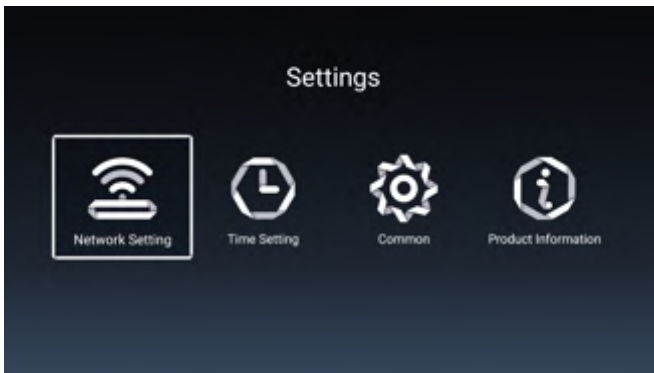 Settings
Network Setting
Time Setting
Common
Product Information